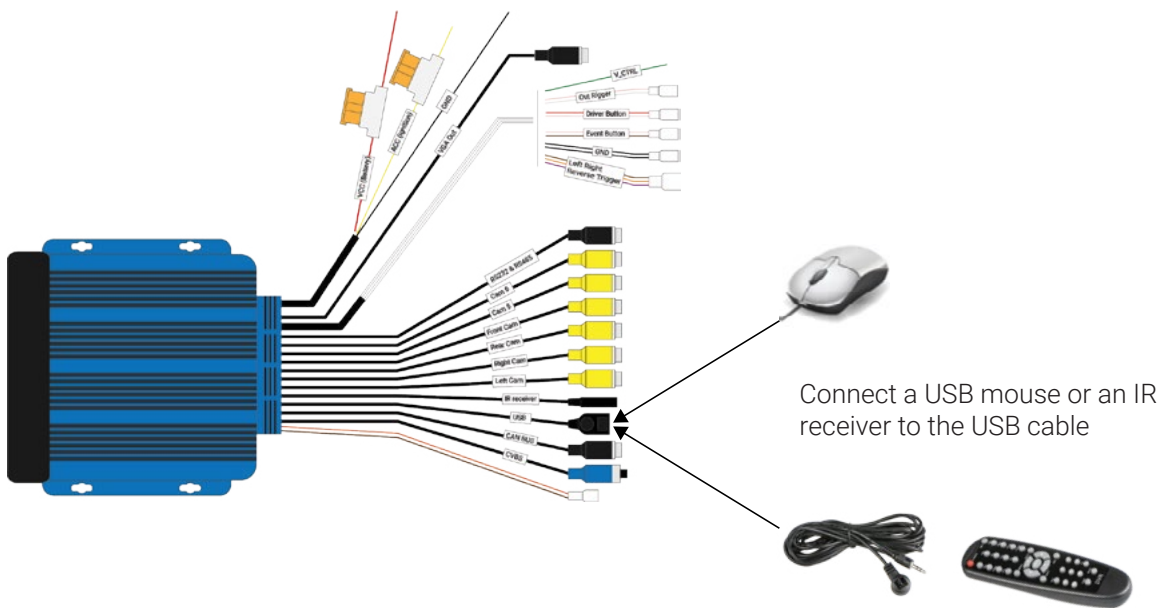 V_CTRL
Out Rigger
Driver Button
Event Button
GND
Left Right
Reverse Trigger
VCC (Battery)
ACC (Ignition)
GND
VGA Out
RS232 & RS485
Cam 6
Cam 5
Front Cam
Rear Cam
Right Cam
Left Cam
IR receiver
USB
CAN BUS
CVBS
Connect a USB mouse or an IR
receiver to the USB cable